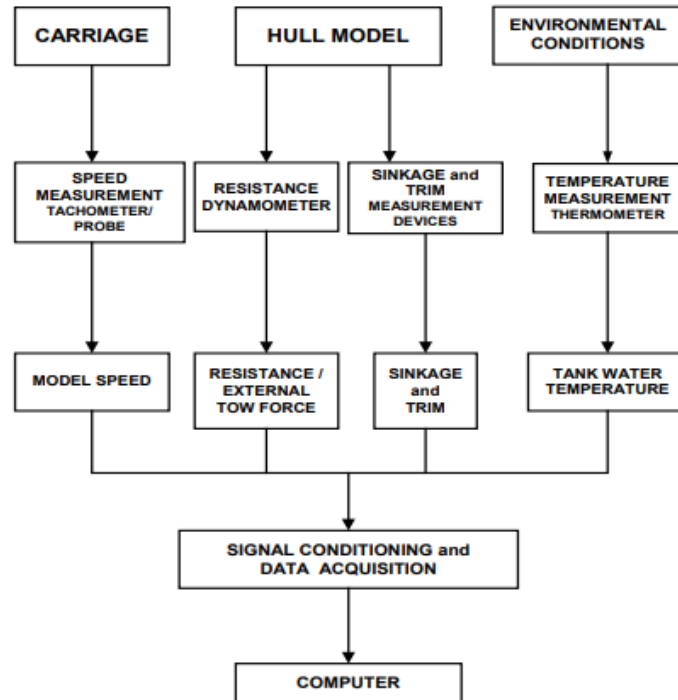 CARRIAGE
HULL MODEL
ENVIRONMENTAL
CONDITIONS
SPEED
MEASUREMENT
TACHOMETER/
PROBE
RESISTANCE
DYNAMOMETER
SINKAGE and
TRIM
MEASUREMENT
DEVICES
TEMPERATURE
MEASUREMENT
THERMOMETER
MODEL SPEED
RESISTANCE /
EXTERNAL
TOW FORCE
SINKAGE
and
TRIM
TANK WATER
TEMPERATURE
SIGNAL CONDITIONING and
DATA ACQUISITION
COMPUTER